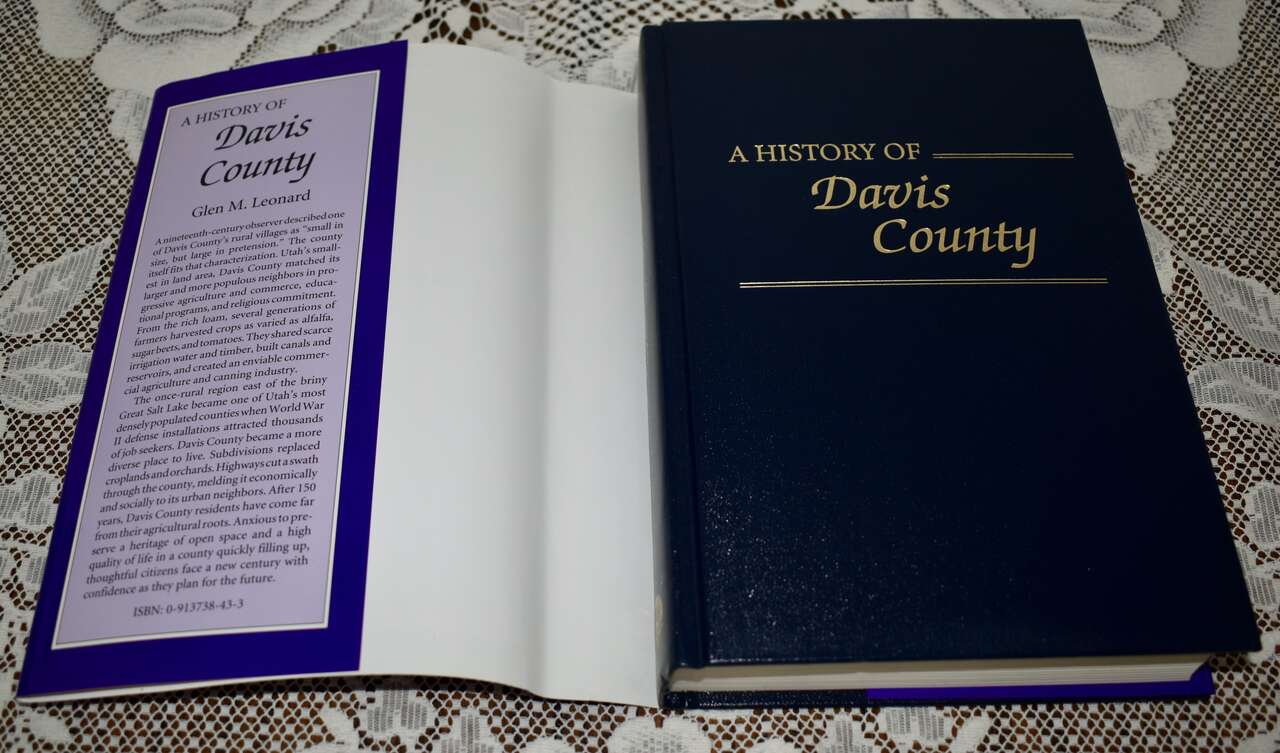 A HISTORY OF
Davis
County
Glen M. Leonard
A nineteenth-century observer described one
of Davis County's rural villages as "small in
size, but large in pretension." The county
itself fits that characterization. Utah's small-
est in land area, Davis County matched its
larger and more populous neighbors in pro-
gressive agriculture and commerce, educa-
tional programs, and religious commitment.
From the rich loam, several generations of
farmers harvested crops as varied as alfalfa,
sugar beets, and tomatoes. They shared scarce
irrigation water and timber, built canals and
reservoirs, and created an enviable commer-
cial agriculture and canning industry.
The once-rural region east of the briny
Great Salt Lake became one of Utah's most
densely populated counties when World War
II defense installations attracted thousands
of job seekers. Davis County became a more
diverse place to live. Subdivisions replaced
croplands and orchards. Highways cut a swath
through the county, melding it economically
and socially to its urban neighbors. After 150
years, Davis County residents have come far
from their agricultural roots. Anxious to pre-
serve a heritage of open space and a high
quality of life in a county quickly filling up,
thoughtful citizens face a new century with
confidence as they plan for the future.
ISBN: 0-913738-43-3
A HISTORY OF
Davis
County